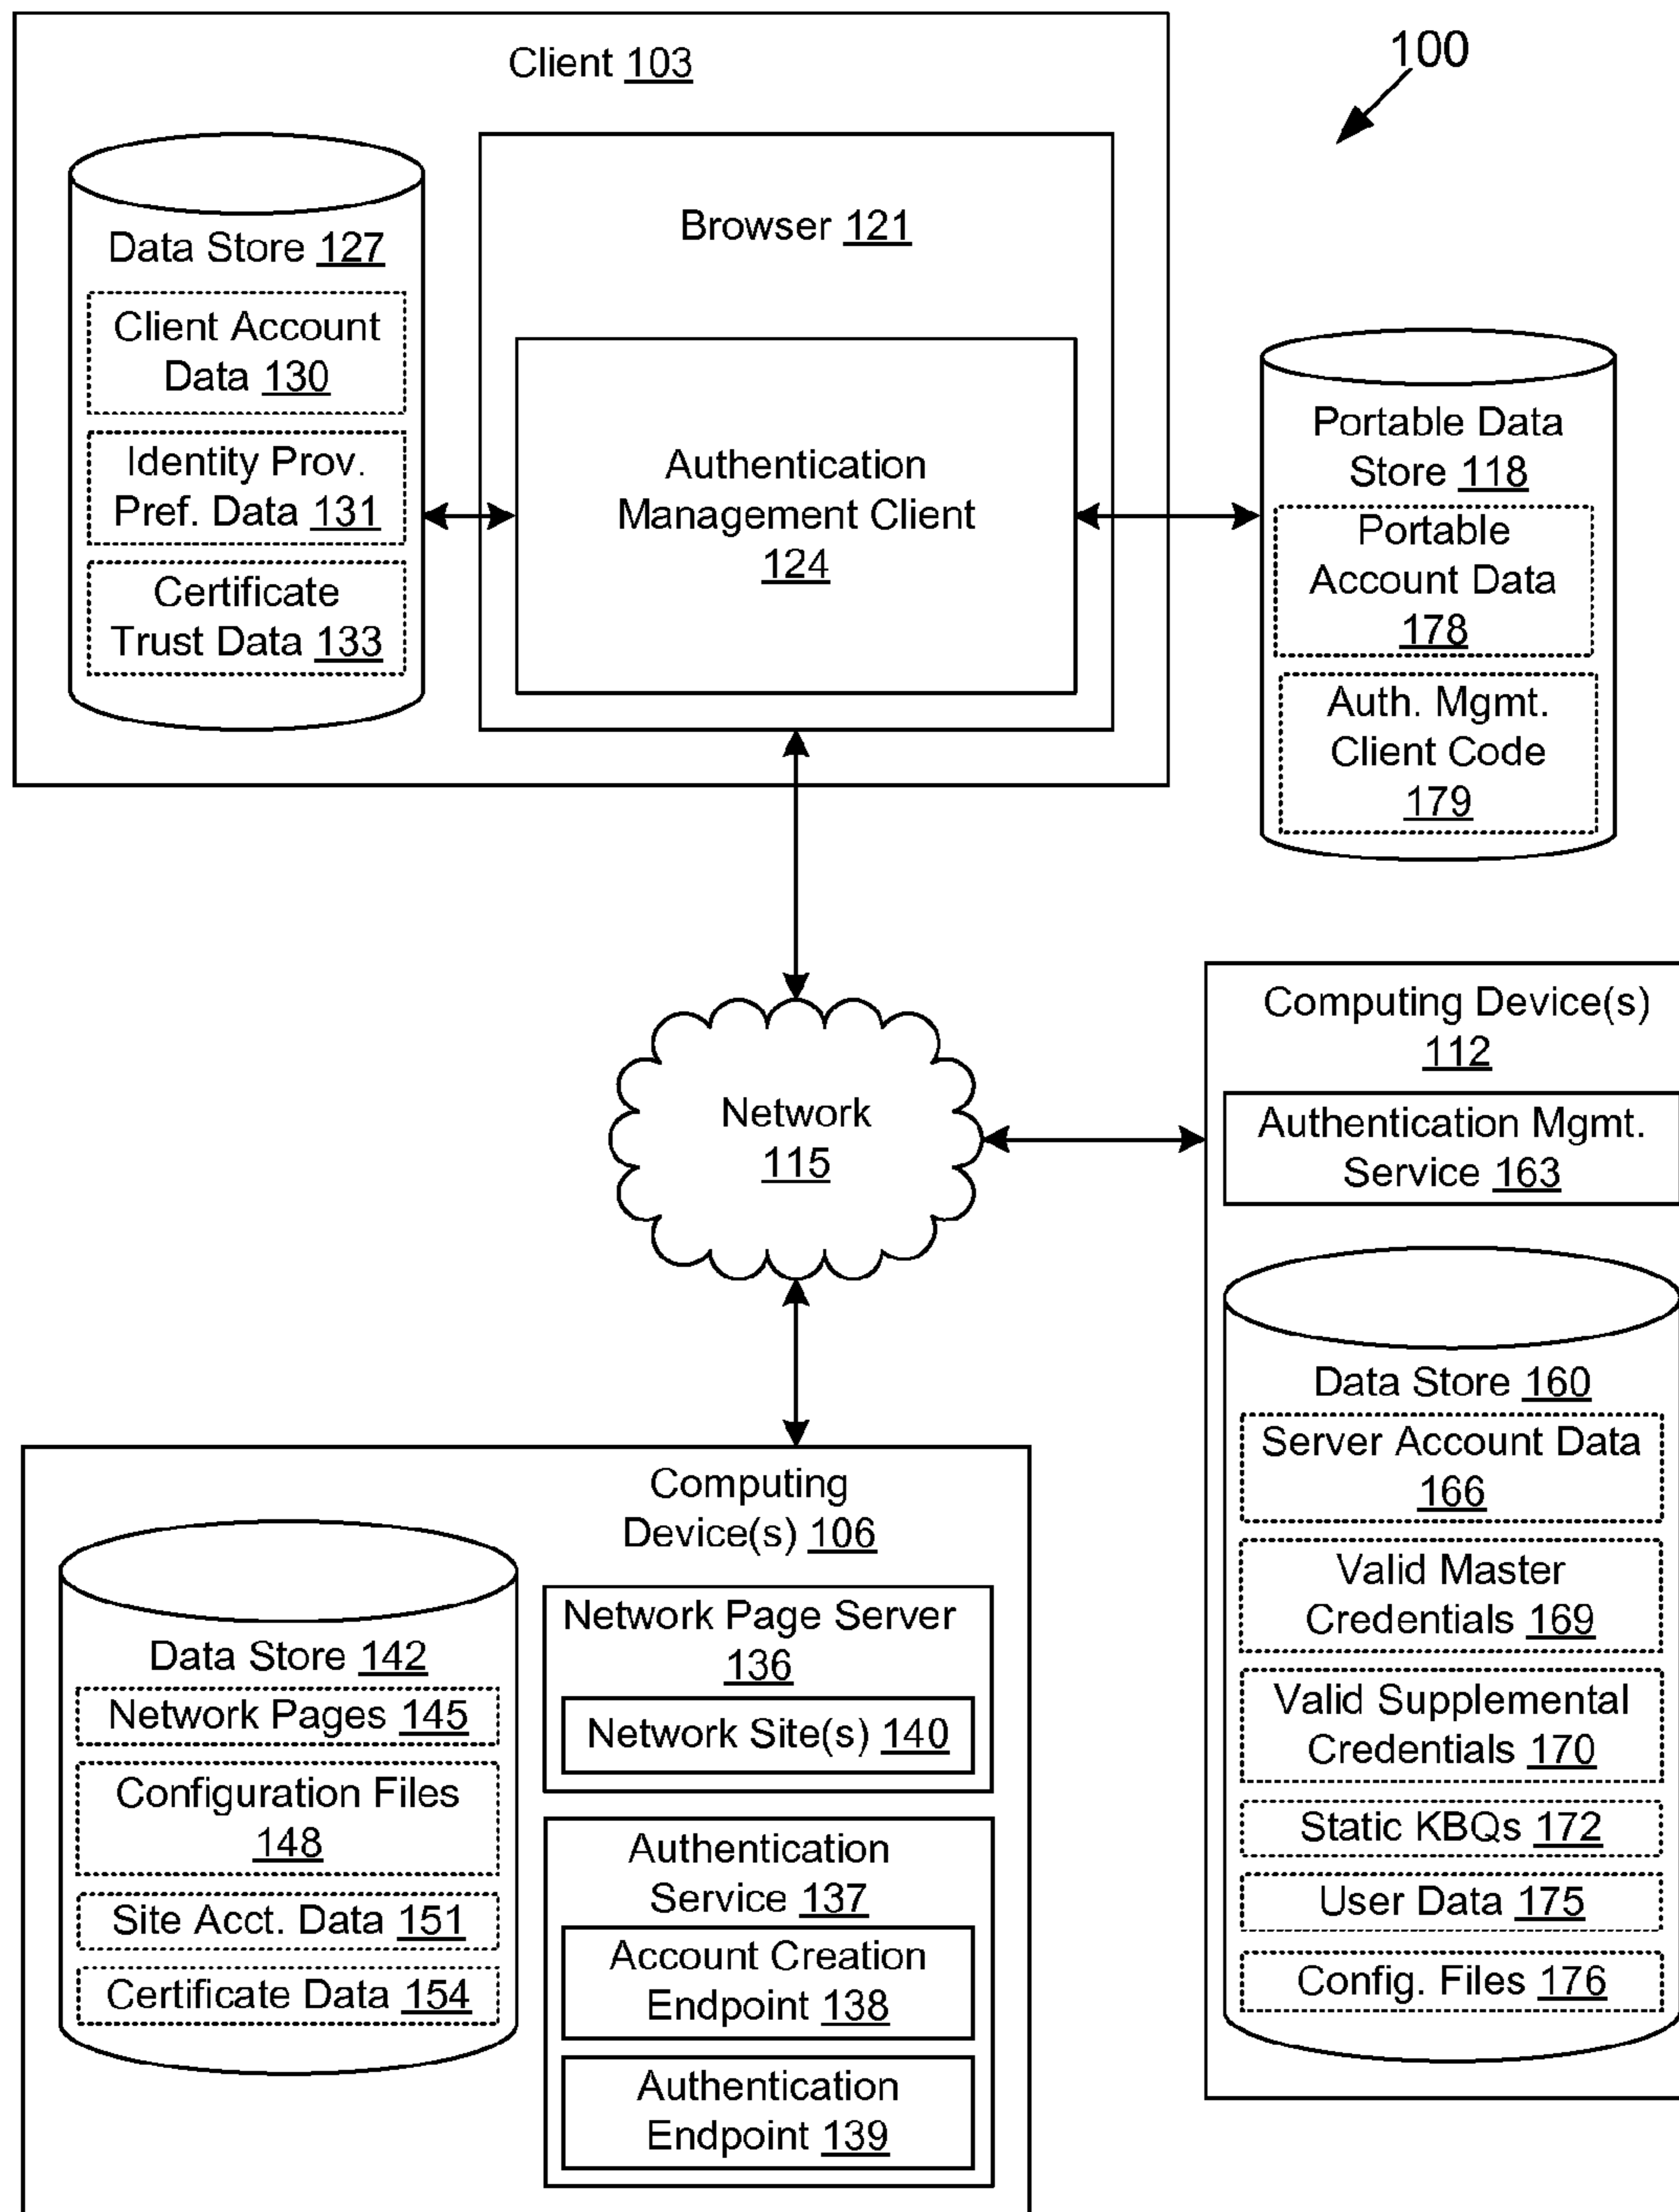 100
Client 103
Data Store 127
Client Account
Data 130
Identity Prov.
Pref. Data 131
Certificate
Trust Data 133
Browser 121
Authentication
Management Client
124
Portable Data
Store 118
Portable
Account Data
178
Auth. Mgmt.
Client Code
179
Network
115
Computing Device(s)
112
Authentication Mgmt.
Service 163
Data Store 160
Server Account Data
166
Valid Master
Credentials 169
Valid Supplemental
Credentials 170
Static KBQs 172
User Data 175
Config. Files 176
Computing
Device(s) 106
Data Store 142
Network Pages 145
Configuration Files
148
Site Acct. Data 151
Certificate Data 154
Network Page Server
136
Network Site(s) 140
Authentication
Service 137
Account Creation
Endpoint 138
Authentication
Endpoint 139